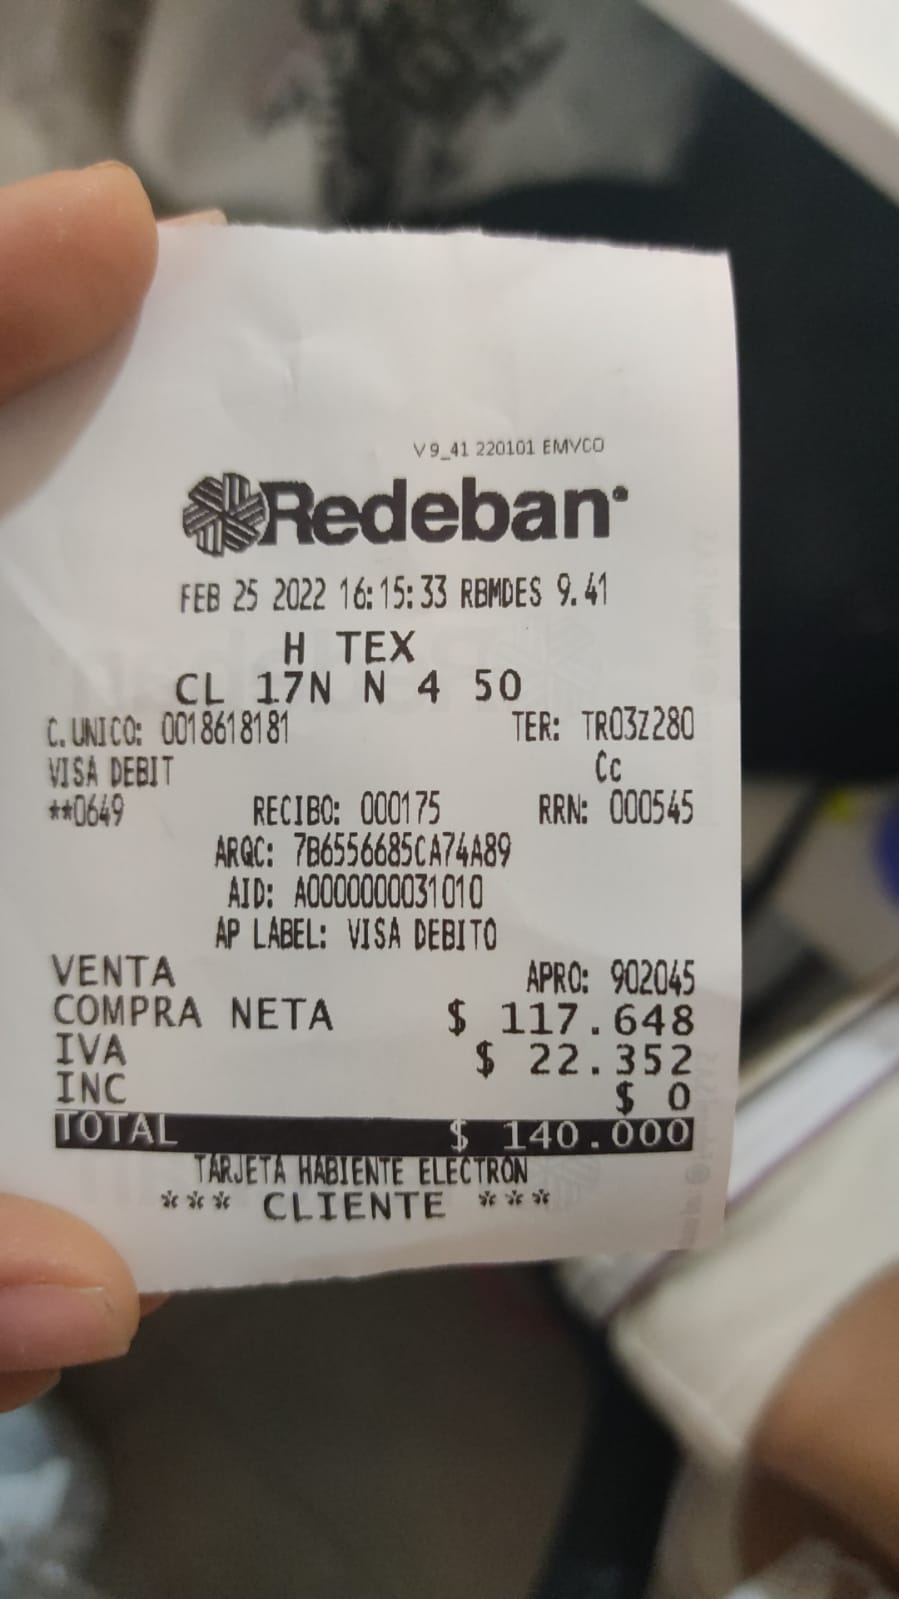 V 9_41 220101 EMVCO
Redeban
FEB 25 2022 16:15:33 RBMDES 9.41
H TEX
CL 17N N 4 50
C. UNICO: 0018618181 TER: TR03Z280
VISA DEBIT Cc
**0649 RECIBO: 000175 RRN: 000545
ARQC: 7B6556685CA74A89
AID: A0000000031010
AP LABEL: VISA DEBITO
VENTA APRO: 902045
COMPRA NETA $ 117.648
IVA $ 22.352
INC $ 0
TOTAL $ 140.000
TARJETA HABIENTE ELECTRON
*** CLIENTE ***